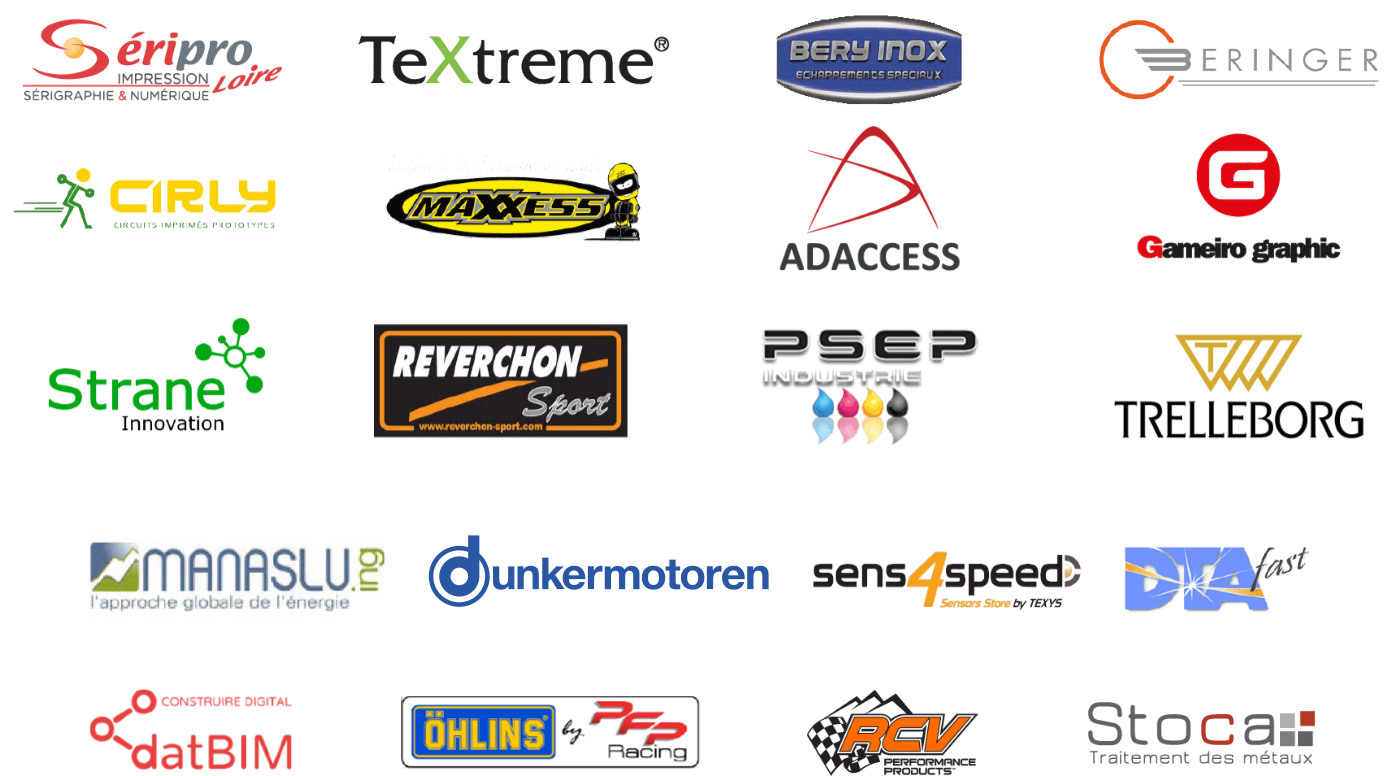 Séripro
IMPRESSION
SÉRIGRAPHIE & NUMÉRIQUE
Loire
TeXtreme®
BERY INOX
ECHAPPEMENTS SPECIAUX
BERINGER
CIRLY
CIRCUITS IMPRIMÉS PROTOTYPES
MAXXESS
ADACCESS
G
Gameiro graphic
Strane
Innovation
REVERCHON
Sport
www.reverchon-sport.com
PSEP
INDUSTRIE
T
TRELLEBORG
MANASLU.ing
l'approche globale de l'énergie
dunkermotoren
sens4speed
Sensors Store by TEXYS
DTA fast
CONSTRUIRE DIGITAL
datBIM
ÖHLINS by PFP
Racing
RCV
PERFORMANCE
PRODUCTS™
Stoca
Traitement des métaux